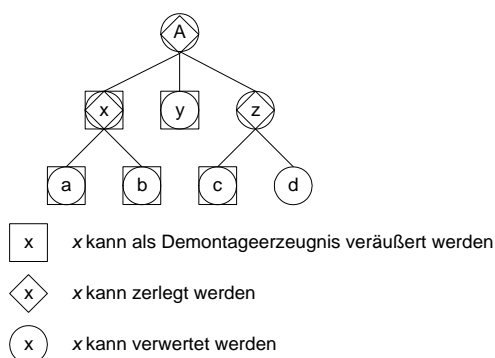 A
x y z
a b c d
x x kann als Demontageerzeugnis veräußert werden
x x kann zerlegt werden
x x kann verwertet werden